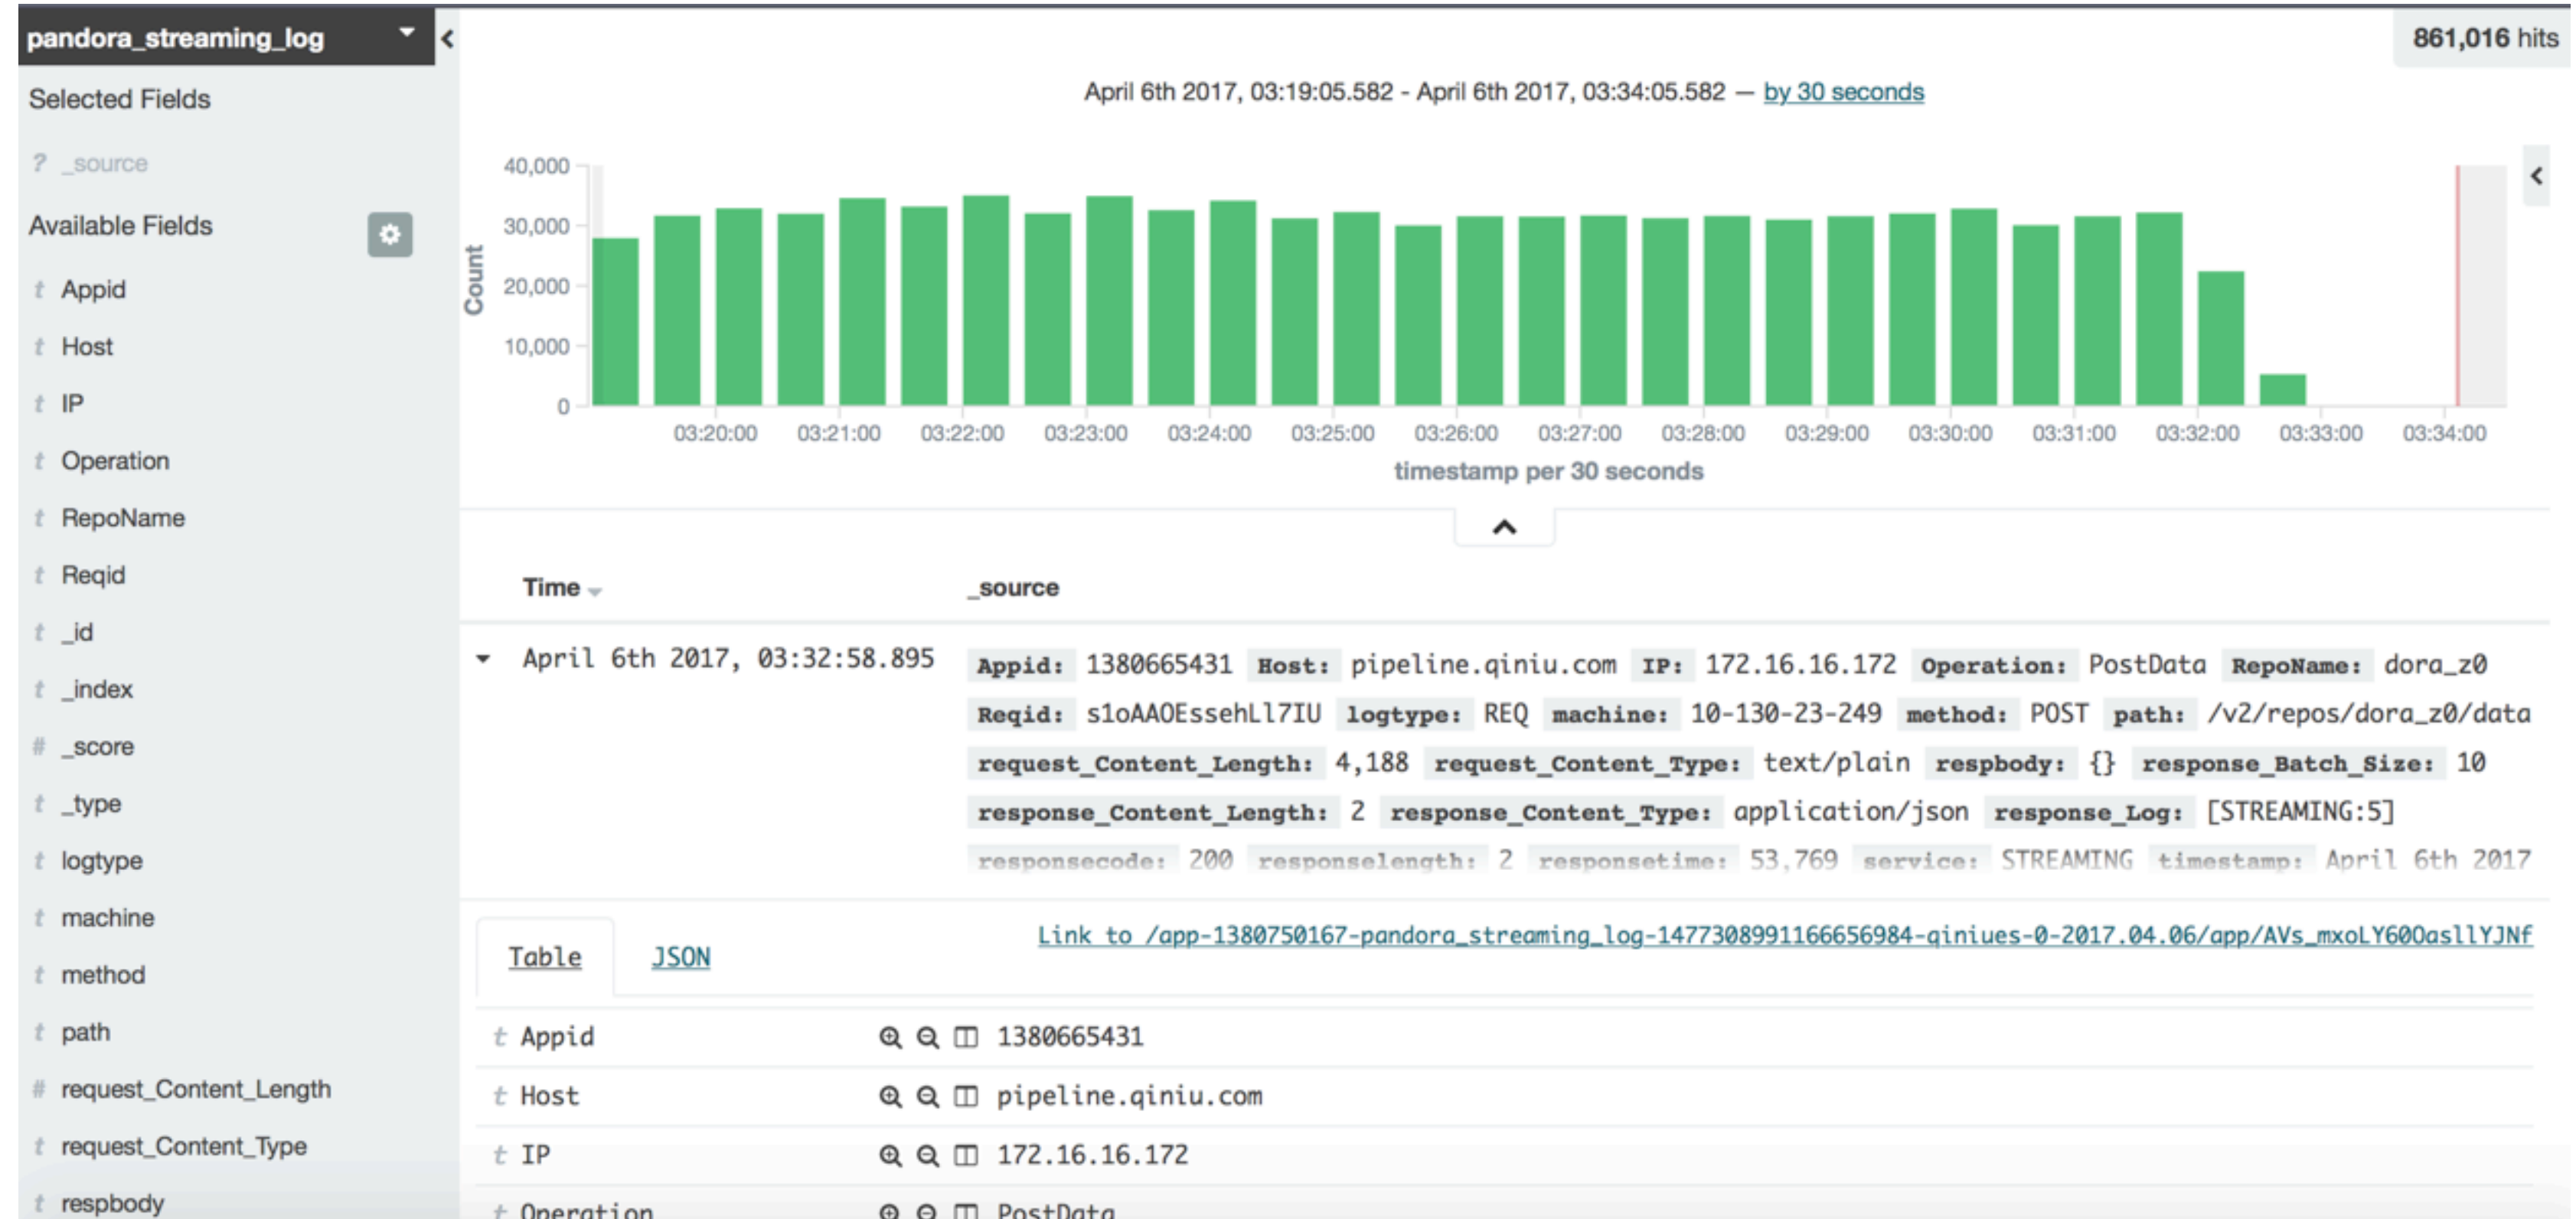 pandora_streaming_log
861,016 hits
Selected Fields
? _source
Available Fields
t Appid
t Host
t IP
t Operation
t RepoName
t Reqid
t _id
t _index
# _score
t _type
t logtype
t machine
t method
t path
# request_Content_Length
t request_Content_Type
t respbody
April 6th 2017, 03:19:05.582 - April 6th 2017, 03:34:05.582 — by 30 seconds
Count
40,000
30,000
20,000
10,000
0
03:20:00 03:21:00 03:22:00 03:23:00 03:24:00 03:25:00 03:26:00 03:27:00 03:28:00 03:29:00 03:30:00 03:31:00 03:32:00 03:33:00 03:34:00
timestamp per 30 seconds
Time _source
April 6th 2017, 03:32:58.895 Appid: 1380665431 Host: pipeline.qiniu.com IP: 172.16.16.172 Operation: PostData RepoName: dora_z0
Reqid: s1oAAOEssehLl7IU logtype: REQ machine: 10-130-23-249 method: POST path: /v2/repos/dora_z0/data
request_Content_Length: 4,188 request_Content_Type: text/plain respbody: {} response_Batch_Size: 10
response_Content_Length: 2 response_Content_Type: application/json response_Log: [STREAMING:5]
responsecode: 200 responselength: 2 responsetime: 53,769 service: STREAMING timestamp: April 6th 2017
Table JSON
Link to /app-1380750167-pandora_streaming_log-1477308991166656984-qiniues-0-2017.04.06/app/AVs_mxoLY60OasllYJNf
t Appid 1380665431
t Host pipeline.qiniu.com
t IP 172.16.16.172
t Operation PostData